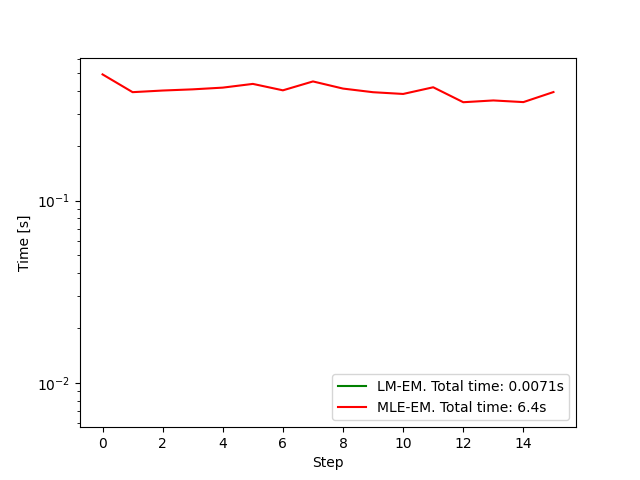 10⁻¹
10⁻²
Time [s]
LM-EM. Total time: 0.0071s
MLE-EM. Total time: 6.4s
0 2 4 6 8 10 12 14
Step